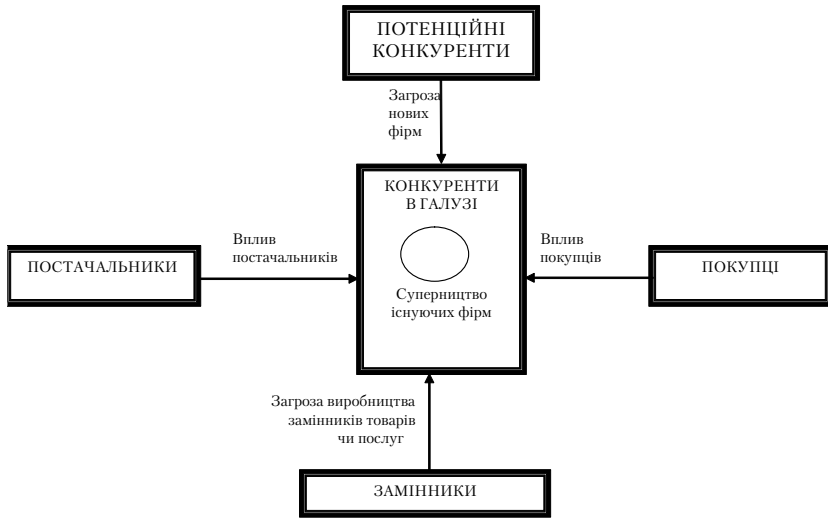 ПОТЕНЦІЙНІ
КОНКУРЕНТИ
Загроза
нових
фірм
КОНКУРЕНТИ
В ГАЛУЗІ
Вплив
постачальників
Вплив
покупців
ПОСТАЧАЛЬНИКИ
ПОКУПЦІ
Суперництво
існуючих фірм
Загроза виробництва
замінників товарів
чи послуг
ЗАМІННИКИ